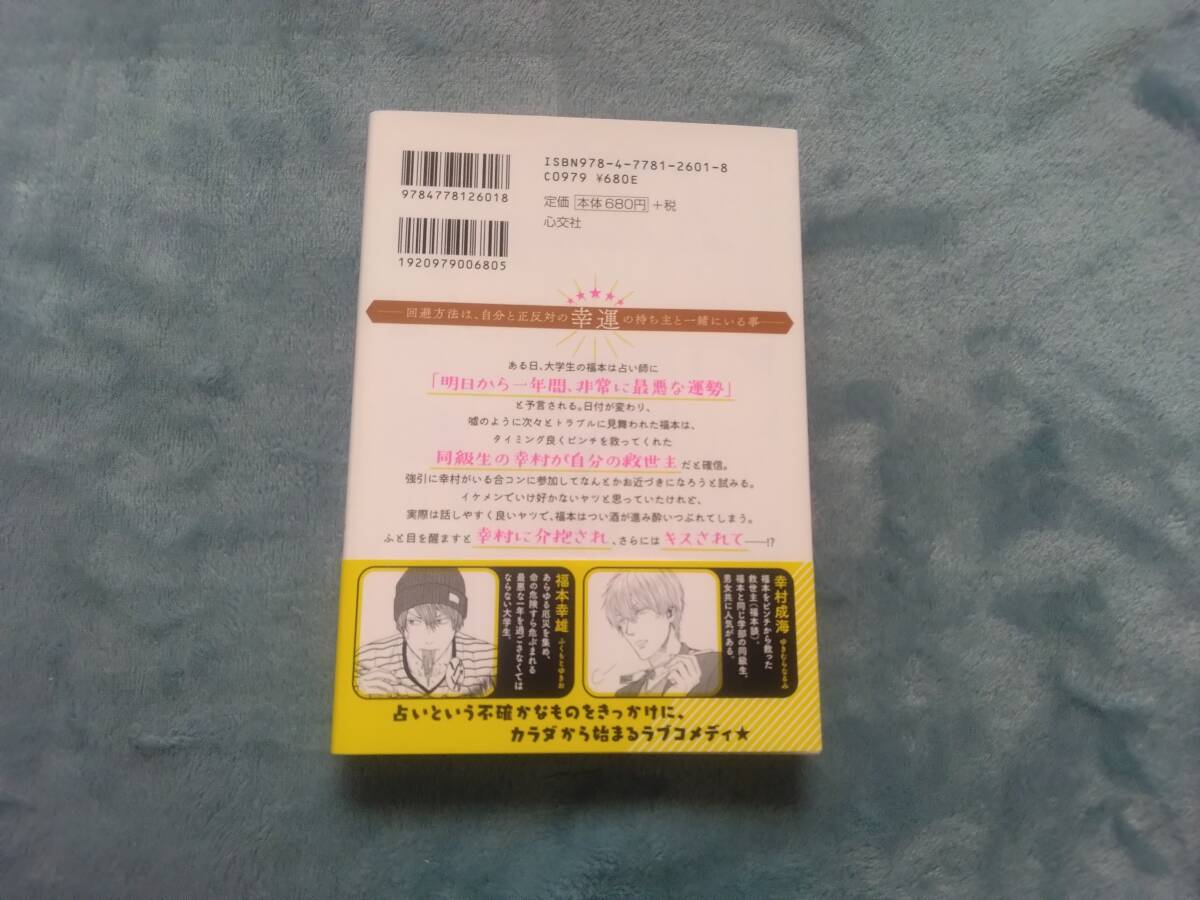 9784778126018
1920979006805
ISBN978-4-7781-2601-8
C0979 ¥680E
定価 本体680円 +税
心交社
回避方法は、自分と正反対の幸運の持ち主と一緒にいる事
ある日、大学生の福本は占い師に
「明日から一年間、非常に最悪な運勢」
と予言される。日付が変わり、
嘘のように次々とトラブルに見舞われた福本は、
タイミング良くピンチを救ってくれた
同級生の幸村が自分の救世主だと確信。
強引に幸村がいる合コンに参加してなんとかお近づきになろうと試みる。
イケメンでいけ好かないヤツと思っていたけれど、
実際は話しやすく良いヤツで、福本はつい酒が進み酔いつぶれてしまう。
ふと目を醒ますと幸村に介抱され、さらにはキスされて――!?
幸村成海 ゆきむらなるみ
福本をピンチから救った
救世主(福本談)。
福本と同じ学部の同級生。
男女共に人気がある。
福本幸雄 ふくもとゆきお
あらゆる厄災を集め、
命の危険すら危ぶまれる
最悪な一年を過ごさなくては
ならない大学生。
占いという不確かなものをきっかけに、
カラダから始まるラブコメディ★